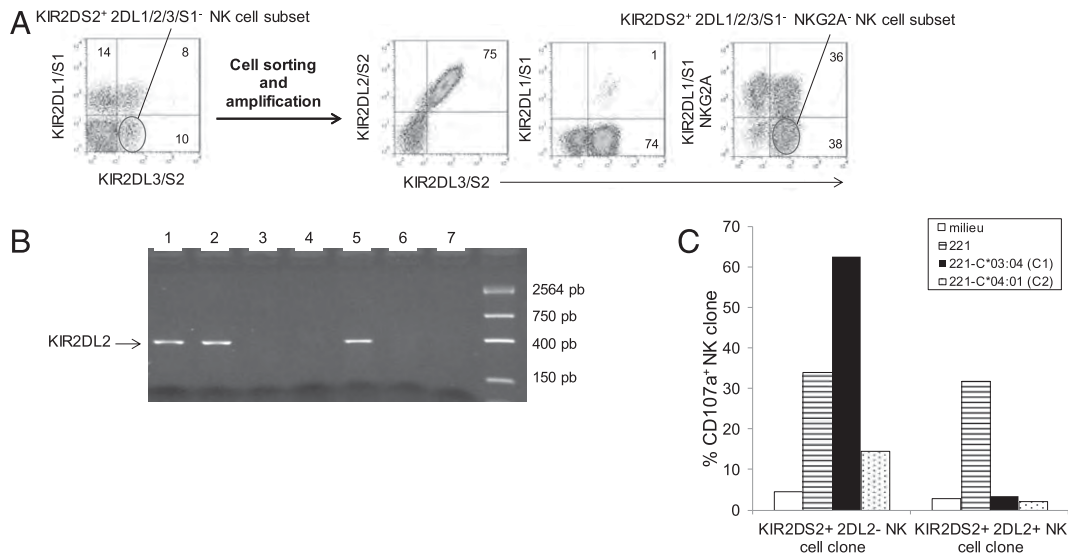 A
KIR2DS2+ 2DL1/2/3/S1- NK cell subset
KIR2DL1/S1
14
8
10
KIR2DL3/S2
Cell sorting
and
amplification
KIR2DL2/S2
75
KIR2DL3/S2
KIR2DL1/S1
1
74
KIR2DS2+ 2DL1/2/3/S1- NKG2A- NK cell subset
KIR2DL1/S1
NKG2A
36
38
B
1 2 3 4 5 6 7
KIR2DL2
2564 pb
750 pb
400 pb
150 pb
C
% CD107a+ NK clone
70
60
50
40
30
20
10
0
milieu
221
221-C*03:04 (C1)
221-C*04:01 (C2)
KIR2DS2+ 2DL2- NK
cell clone
KIR2DS2+ 2DL2+ NK
cell clone